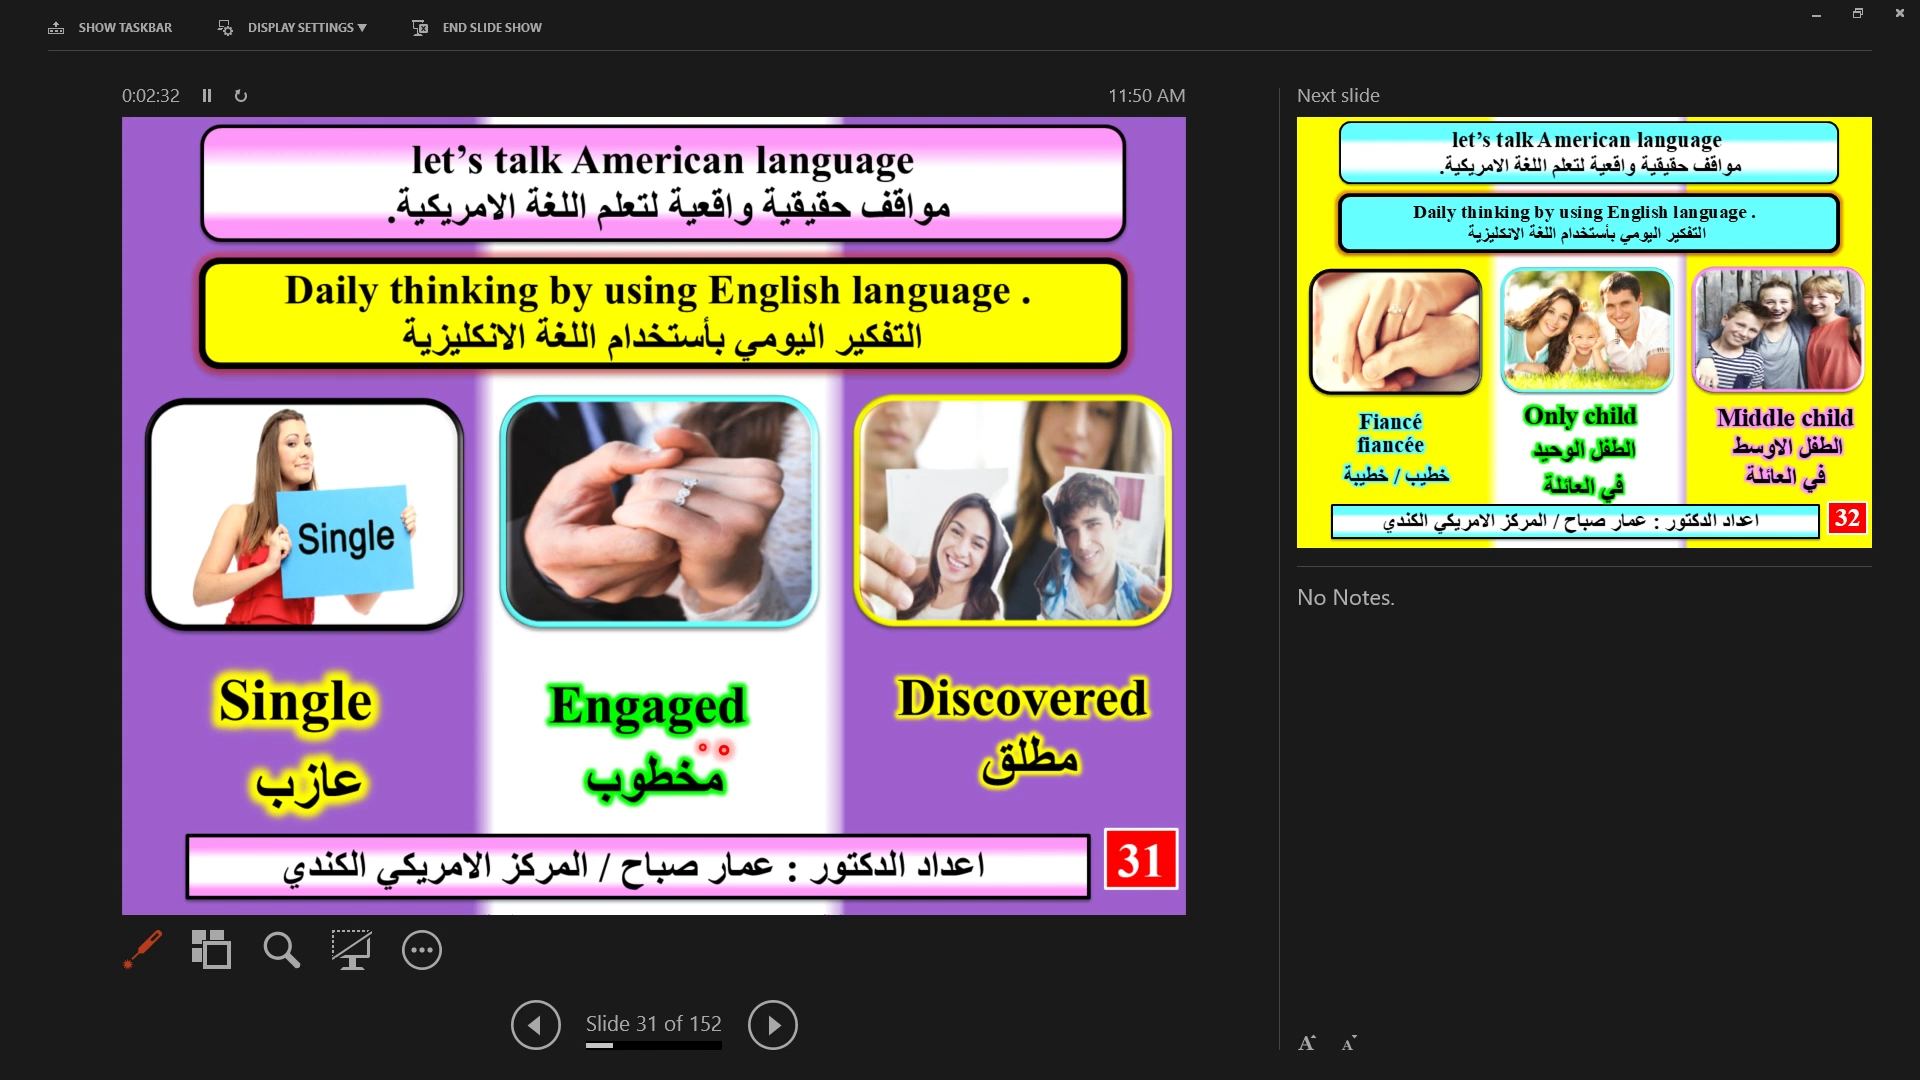 SHOW TASKBAR
DISPLAY SETTINGS
END SLIDE SHOW
0:02:32
11:50 AM
let's talk American language
مواقف حقيقية واقعية لتعلم اللغة الامريكية.
Daily thinking by using English language .
التفكير اليومي بأستخدام اللغة الانكليزية
Single
Single
عازب
Engaged
مخطوب
Discovered
مطلق
اعداد الدكتور : عمار صباح / المركز الامريكي الكندي
31
Slide 31 of 152
Next slide
let's talk American language
مواقف حقيقية واقعية لتعلم اللغة الامريكية.
Daily thinking by using English language .
التفكير اليومي بأستخدام اللغة الانكليزية
Fiancé
fiancée
خطيب / خطيبة
Only child
الطفل الوحيد
في العائلة
Middle child
الطفل الاوسط
في العائلة
اعداد الدكتور : عمار صباح / المركز الامريكي الكندي
32
No Notes.
A A